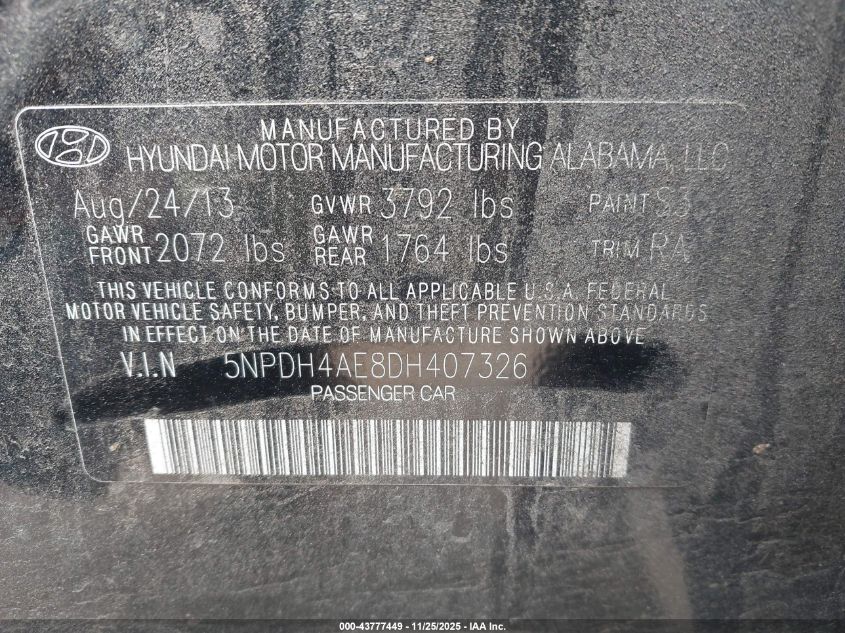 MANUFACTURED BY
HYUNDAI MOTOR MANUFACTURING ALABAMA, LLC
Aug/24/13 GVWR 3792 lbs PAINT S3
GAWR FRONT 2072 lbs GAWR REAR 1764 lbs TRIM RA
THIS VEHICLE CONFORMS TO ALL APPLICABLE U.S.A. FEDERAL
MOTOR VEHICLE SAFETY, BUMPER, AND THEFT PREVENTION STANDARDS
IN EFFECT ON THE DATE OF MANUFACTURE SHOWN ABOVE
V.I.N 5NPDH4AE8DH407326
PASSENGER CAR
000-43777449 - 11/25/2025 - IAA Inc.